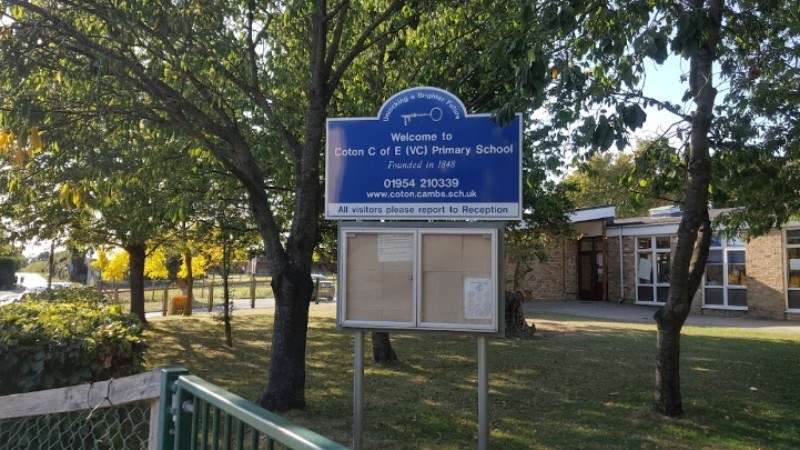 Unlocking a Brighter Future
Welcome to
Coton C of E (VC) Primary School
Founded in 1848
01954 210339
www.coton.cambs.sch.uk
All visitors please report to Reception